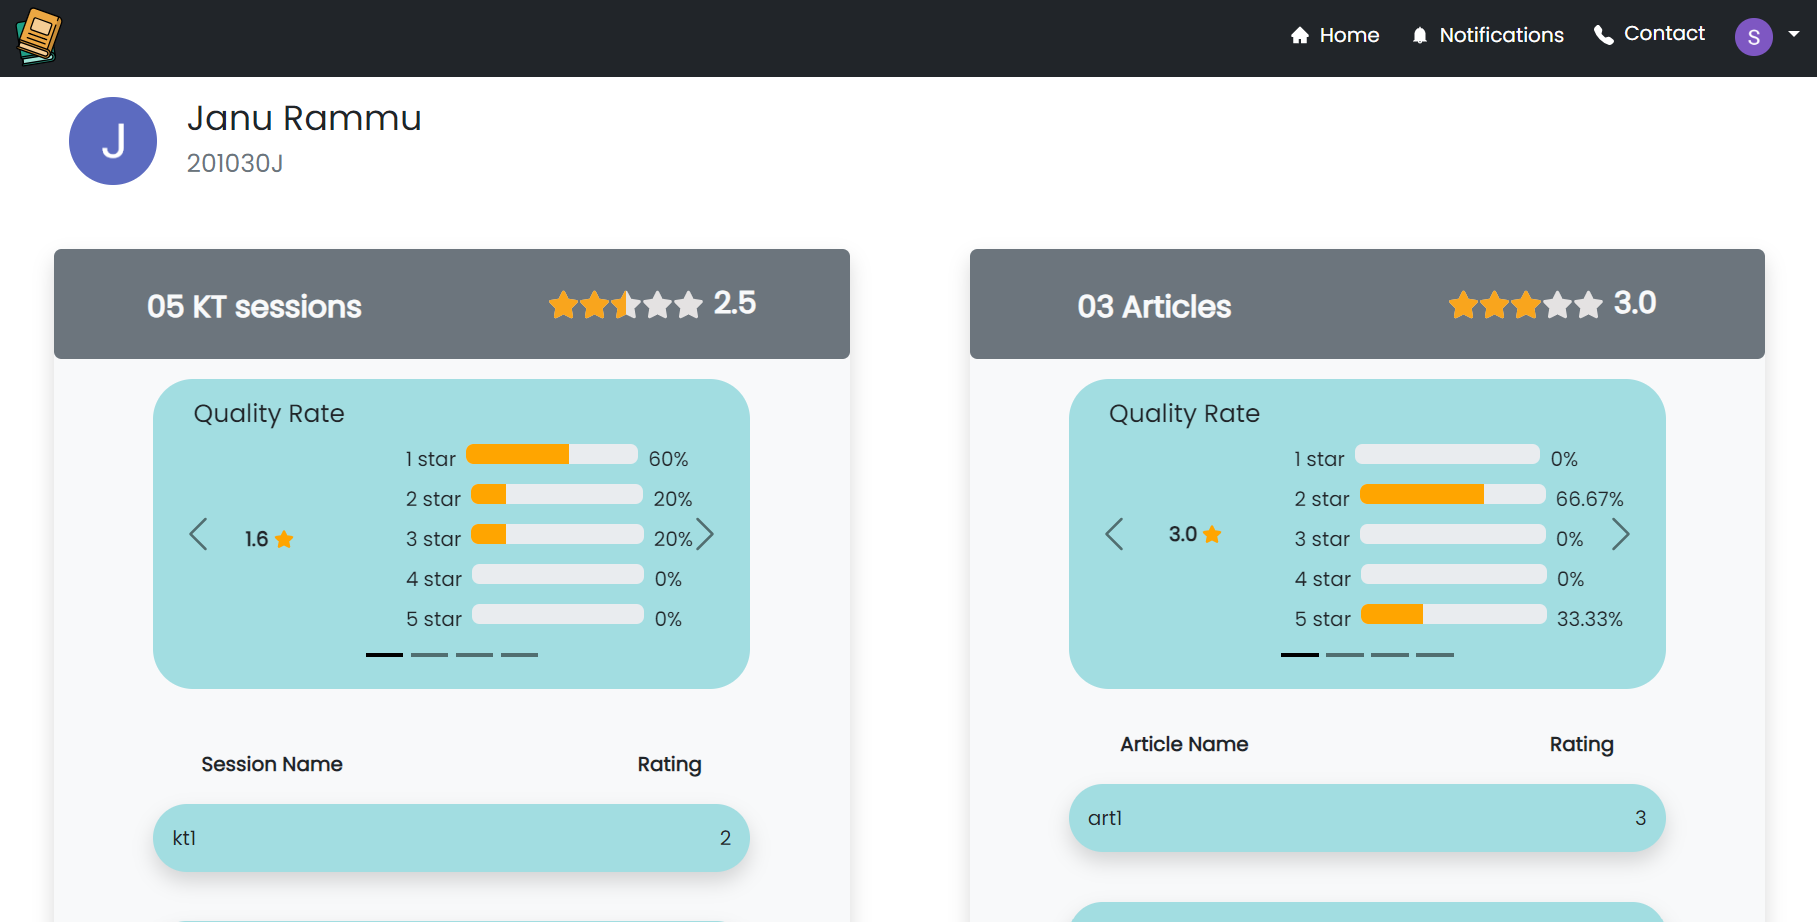 Home Notifications Contact S
J
Janu Rammu
201030J
05 KT sessions 2.5
Quality Rate
1.6
1 star 60%
2 star 20%
3 star 20%
4 star 0%
5 star 0%
Session Name Rating
kt1 2
03 Articles 3.0
Quality Rate
3.0
1 star 0%
2 star 66.67%
3 star 0%
4 star 0%
5 star 33.33%
Article Name Rating
art1 3